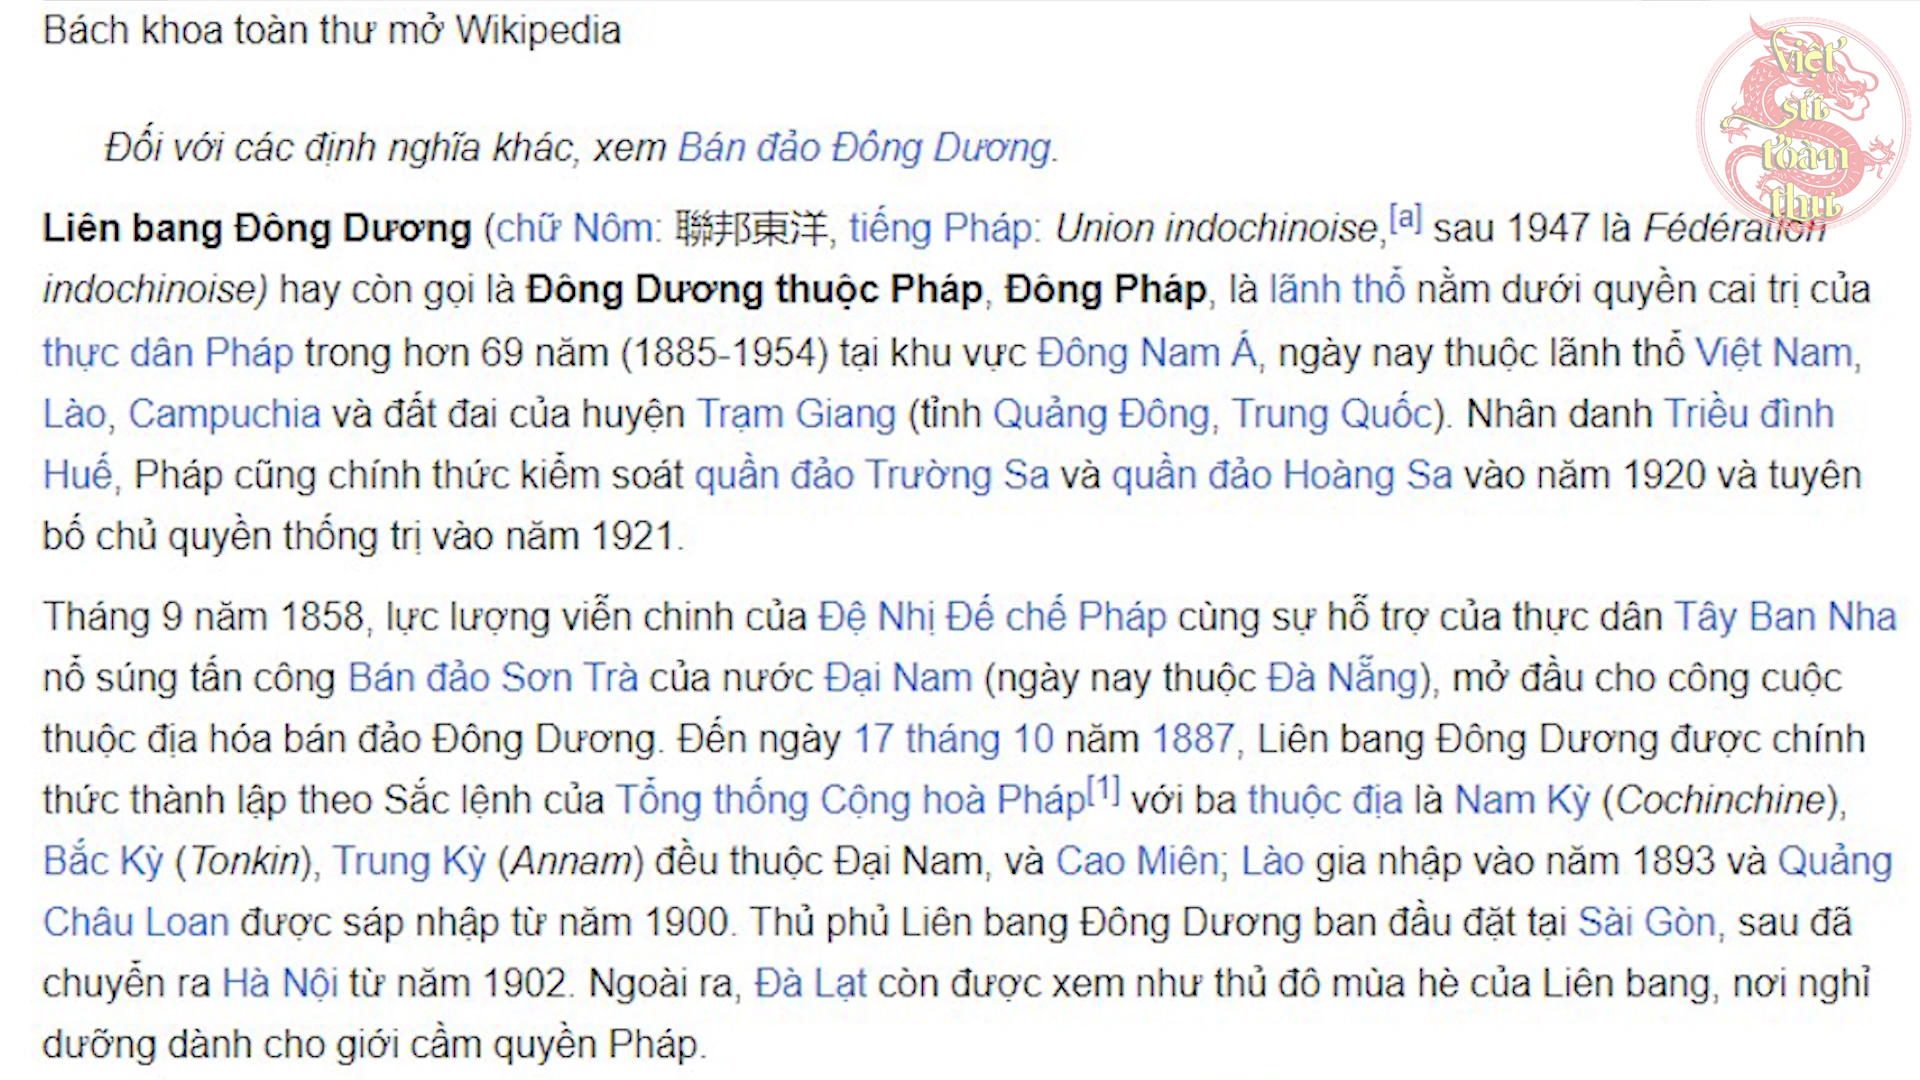 Bách khoa toàn thư mở Wikipedia
Việt
sử
toàn
thư
Đối với các định nghĩa khác, xem Bán đảo Đông Dương.
Liên bang Đông Dương (chữ Nôm: 聯邦東洋, tiếng Pháp: Union indochinoise,[a] sau 1947 là Fédération
indochinoise) hay còn gọi là Đông Dương thuộc Pháp, Đông Pháp, là lãnh thổ nằm dưới quyền cai trị của
thực dân Pháp trong hơn 69 năm (1885-1954) tại khu vực Đông Nam Á, ngày nay thuộc lãnh thổ Việt Nam,
Lào, Campuchia và đất đai của huyện Trạm Giang (tỉnh Quảng Đông, Trung Quốc). Nhân danh Triều đình
Huế, Pháp cũng chính thức kiểm soát quần đảo Trường Sa và quần đảo Hoàng Sa vào năm 1920 và tuyên
bố chủ quyền thống trị vào năm 1921.
Tháng 9 năm 1858, lực lượng viễn chinh của Đệ Nhị Đế chế Pháp cùng sự hỗ trợ của thực dân Tây Ban Nha
nổ súng tấn công Bán đảo Sơn Trà của nước Đại Nam (ngày nay thuộc Đà Nẵng), mở đầu cho công cuộc
thuộc địa hóa bán đảo Đông Dương. Đến ngày 17 tháng 10 năm 1887, Liên bang Đông Dương được chính
thức thành lập theo Sắc lệnh của Tổng thống Cộng hoà Pháp[1] với ba thuộc địa là Nam Kỳ (Cochinchine),
Bắc Kỳ (Tonkin), Trung Kỳ (Annam) đều thuộc Đại Nam, và Cao Miên; Lào gia nhập vào năm 1893 và Quảng
Châu Loan được sáp nhập từ năm 1900. Thủ phủ Liên bang Đông Dương ban đầu đặt tại Sài Gòn, sau đã
chuyển ra Hà Nội từ năm 1902. Ngoài ra, Đà Lạt còn được xem như thủ đô mùa hè của Liên bang, nơi nghỉ
dưỡng dành cho giới cầm quyền Pháp.